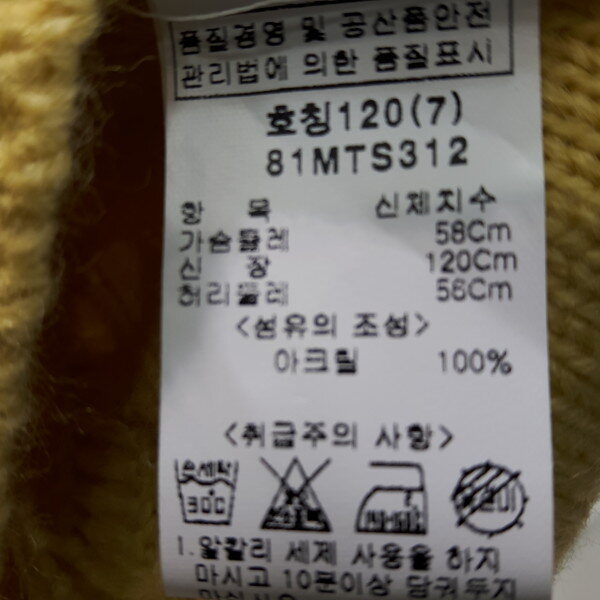 품질경영 및 공산품안전
관리법에 의한 품질표시
호칭120(7)
81MTS312
항 목 신체치수
가슴둘레 58Cm
신 장 120Cm
허리둘레 56Cm
<섬유의 조성>
아크릴 100%
<취급주의 사항>
손세탁
30℃
1.알칼리 세제 사용을 하지
마시고 10분이상 담궈두지